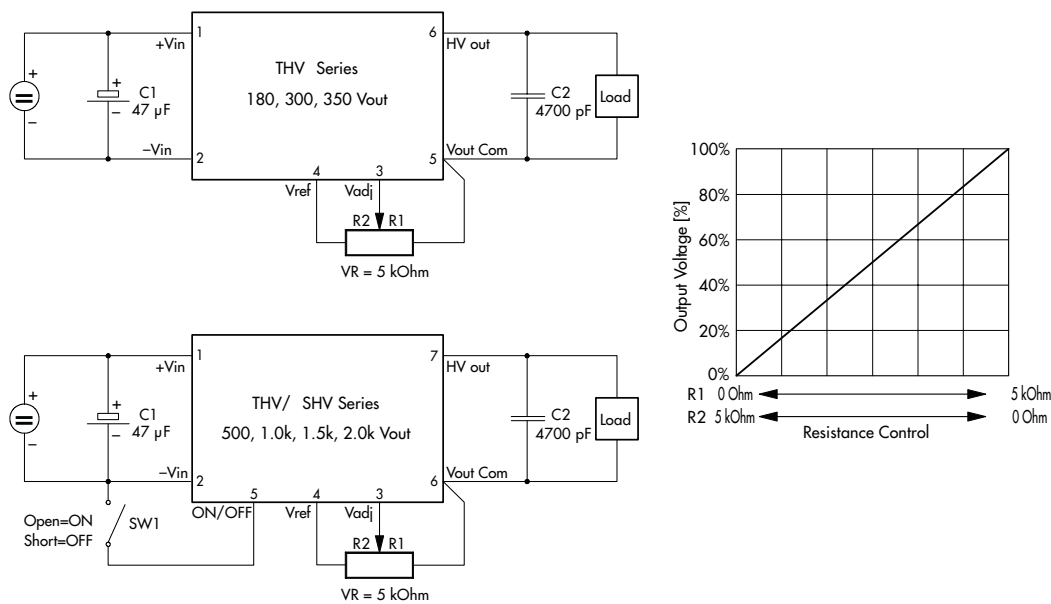 1
+Vin
6
HV out
THV Series
180, 300, 350 Vout
+
−
C1
+
−
47 µF
C2
4700 pF
Load
−Vin
2
4
3
5
Vout Com
Vref
Vadj
R2 R1
VR = 5 kOhm
1
+Vin
7
HV out
THV/ SHV Series
500, 1.0k, 1.5k, 2.0k Vout
+
−
C1
+
−
47 µF
C2
4700 pF
Load
−Vin
2
5
4
3
6
Vout Com
ON/OFF
Vref
Vadj
Open=ON
Short=OFF
SW1
R2 R1
VR = 5 kOhm
Output Voltage [%]
100%
80%
60%
40%
20%
0%
R1 0 Ohm 5 kOhm
R2 5 kOhm 0 Ohm
Resistance Control